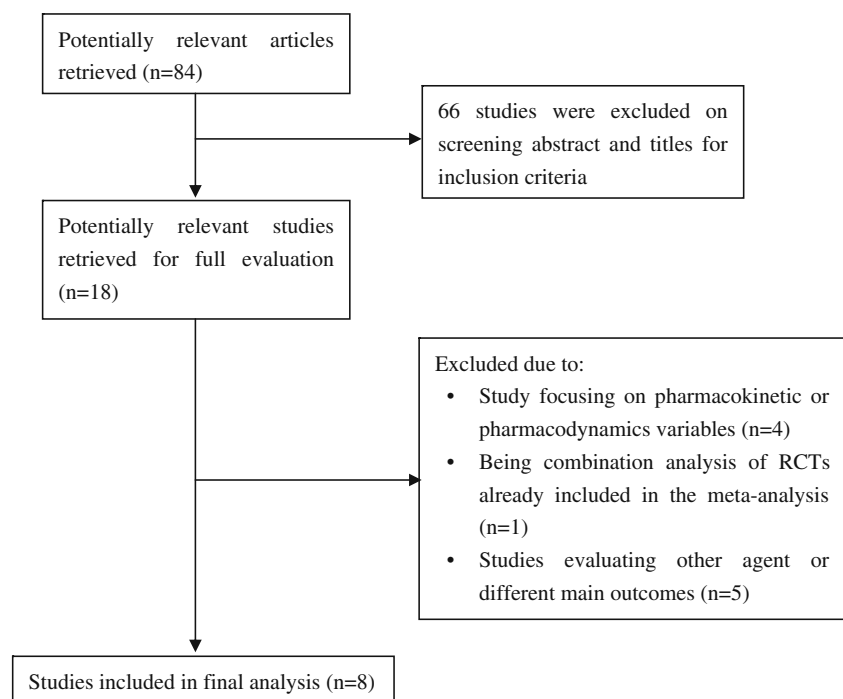 Potentially relevant articles
retrieved (n=84)
66 studies were excluded on
screening abstract and titles for
inclusion criteria
Potentially relevant studies
retrieved for full evaluation
(n=18)
Excluded due to:
• Study focusing on pharmacokinetic or
pharmacodynamics variables (n=4)
• Being combination analysis of RCTs
already included in the meta-analysis
(n=1)
• Studies evaluating other agent or
different main outcomes (n=5)
Studies included in final analysis (n=8)